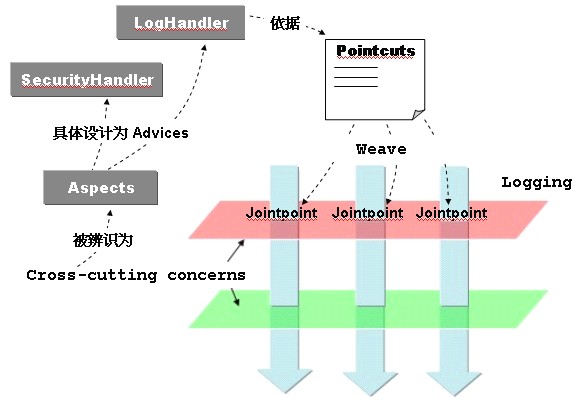 LogHandler
依据
Pointcuts
SecurityHandler
具体设计为 Advices
Weave
Aspects
Logging
Jointpoint Jointpoint Jointpoint
被辨识为
Cross-cutting concerns